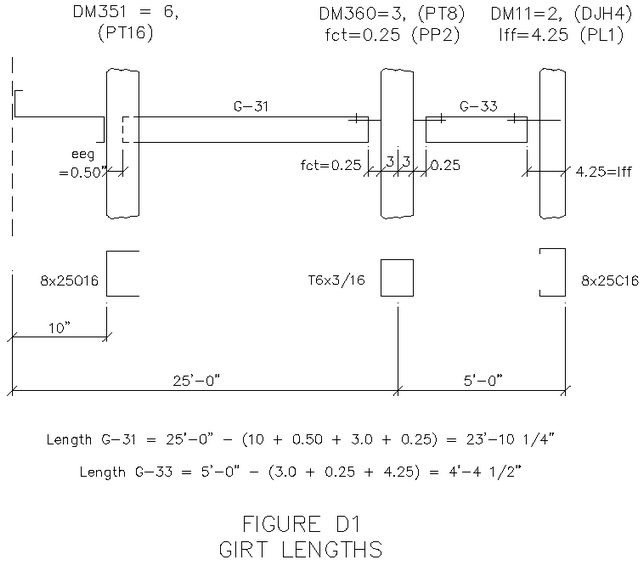 DM351 = 6,
(PT16)
DM360=3, (PT8)
fct=0.25 (PP2)
DM11=2, (DJH4)
lff=4.25 (PL1)
G-31
G-33
eeg
=0.50"
fct=0.25
3
3
0.25
4.25=lff
8x25O16
T6x3/16
8x25C16
10"
25'-0"
5'-0"
Length G-31 = 25'-0" - (10 + 0.50 + 3.0 + 0.25) = 23'-10 1/4"
Length G-33 = 5'-0" - (3.0 + 0.25 + 4.25) = 4'-4 1/2"
FIGURE D1
GIRT LENGTHS